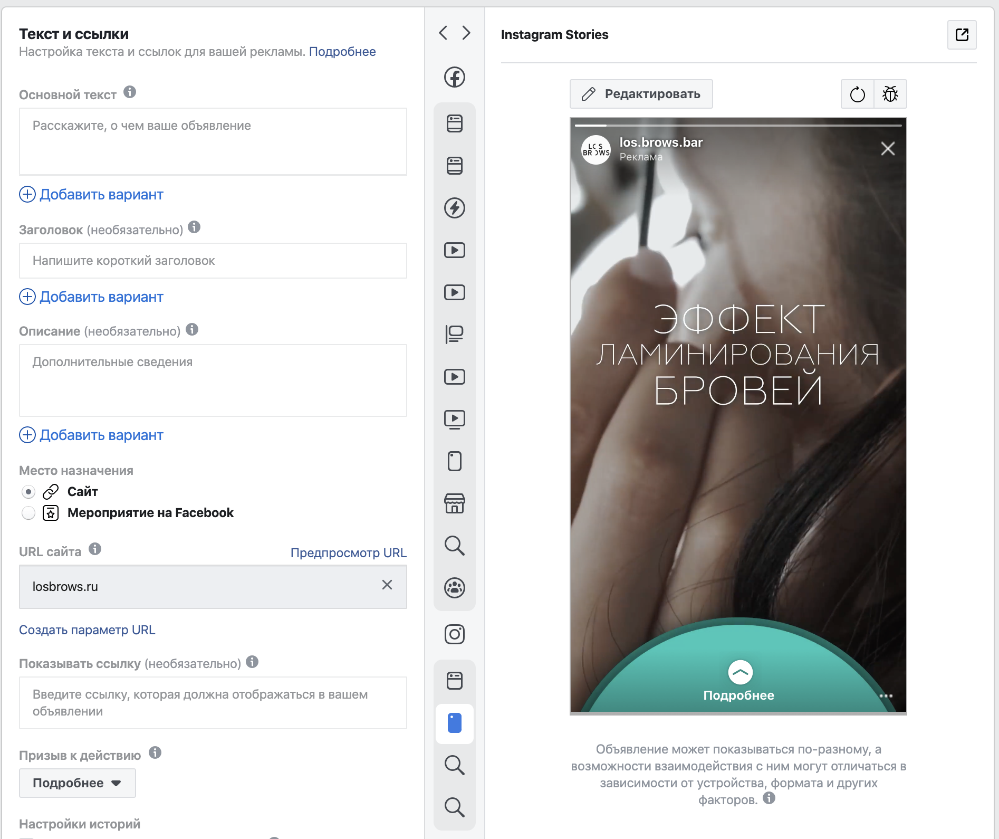 Текст и ссылки
Настройка текста и ссылок для вашей рекламы. Подробнее
Основной текст
Расскажите, о чем ваше объявление
Добавить вариант
Заголовок (необязательно)
Напишите короткий заголовок
Добавить вариант
Описание (необязательно)
Дополнительные сведения
Добавить вариант
Место назначения
Сайт
Мероприятие на Facebook
URL сайта
Предпросмотр URL
losbrows.ru
Создать параметр URL
Показывать ссылку (необязательно)
Введите ссылку, которая должна отображаться в вашем
объявлении
Призыв к действию
Подробнее
Настройки историй
Instagram Stories
Редактировать
LOS
BROWS
los.brows.bar
Реклама
ЭФФЕКТ
ЛАМИНИРОВАНИЯ
БРОВЕЙ
Подробнее
Объявление может показываться по-разному, а
возможности взаимодействия с ним могут отличаться в
зависимости от устройства, формата и других
факторов.